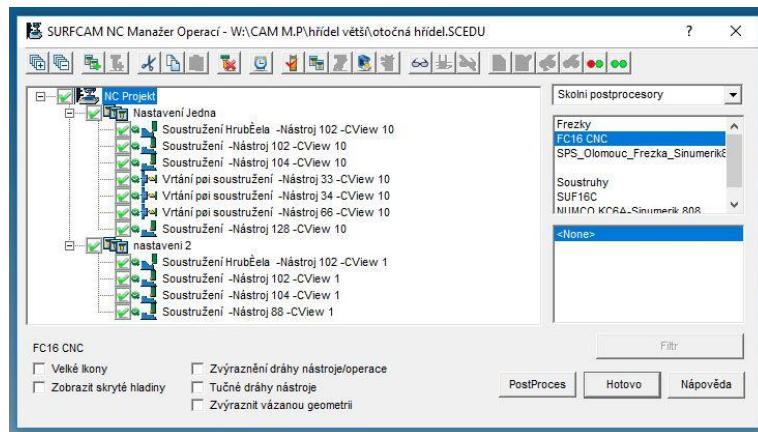 SURFCAM NC Manažer Operací - W:\CAM M.P\hřídel větší\otočná hřídel.SCEDU
NC Projekt
Nastavení Jedna
Soustružení HrubĚela -Nástroj 102 -CView 10
Soustružení -Nástroj 102 -CView 10
Soustružení -Nástroj 104 -CView 10
Vrtání pøi soustružení -Nástroj 33 -CView 10
Vrtání pøi soustružení -Nástroj 34 -CView 10
Vrtání pøi soustružení -Nástroj 66 -CView 10
Soustružení -Nástroj 128 -CView 10
nastaveni 2
Soustružení HrubĚela -Nástroj 102 -CView 1
Soustružení -Nástroj 102 -CView 1
Soustružení -Nástroj 104 -CView 1
Soustružení -Nástroj 88 -CView 1
Skolni postprocesory
Frezky
FC16 CNC
SPS_Olomouc_Frezka_Sinumerik8
Soustruhy
SUF16C
NUMCO KC6A-Sinumerik 808
<None>
Filtr
FC16 CNC
Velké Ikony
Zobrazit skryté hladiny
Zvýraznění dráhy nástroje/operace
Tučné dráhy nástroje
Zvýraznit vázanou geometrii
PostProces
Hotovo
Nápověda